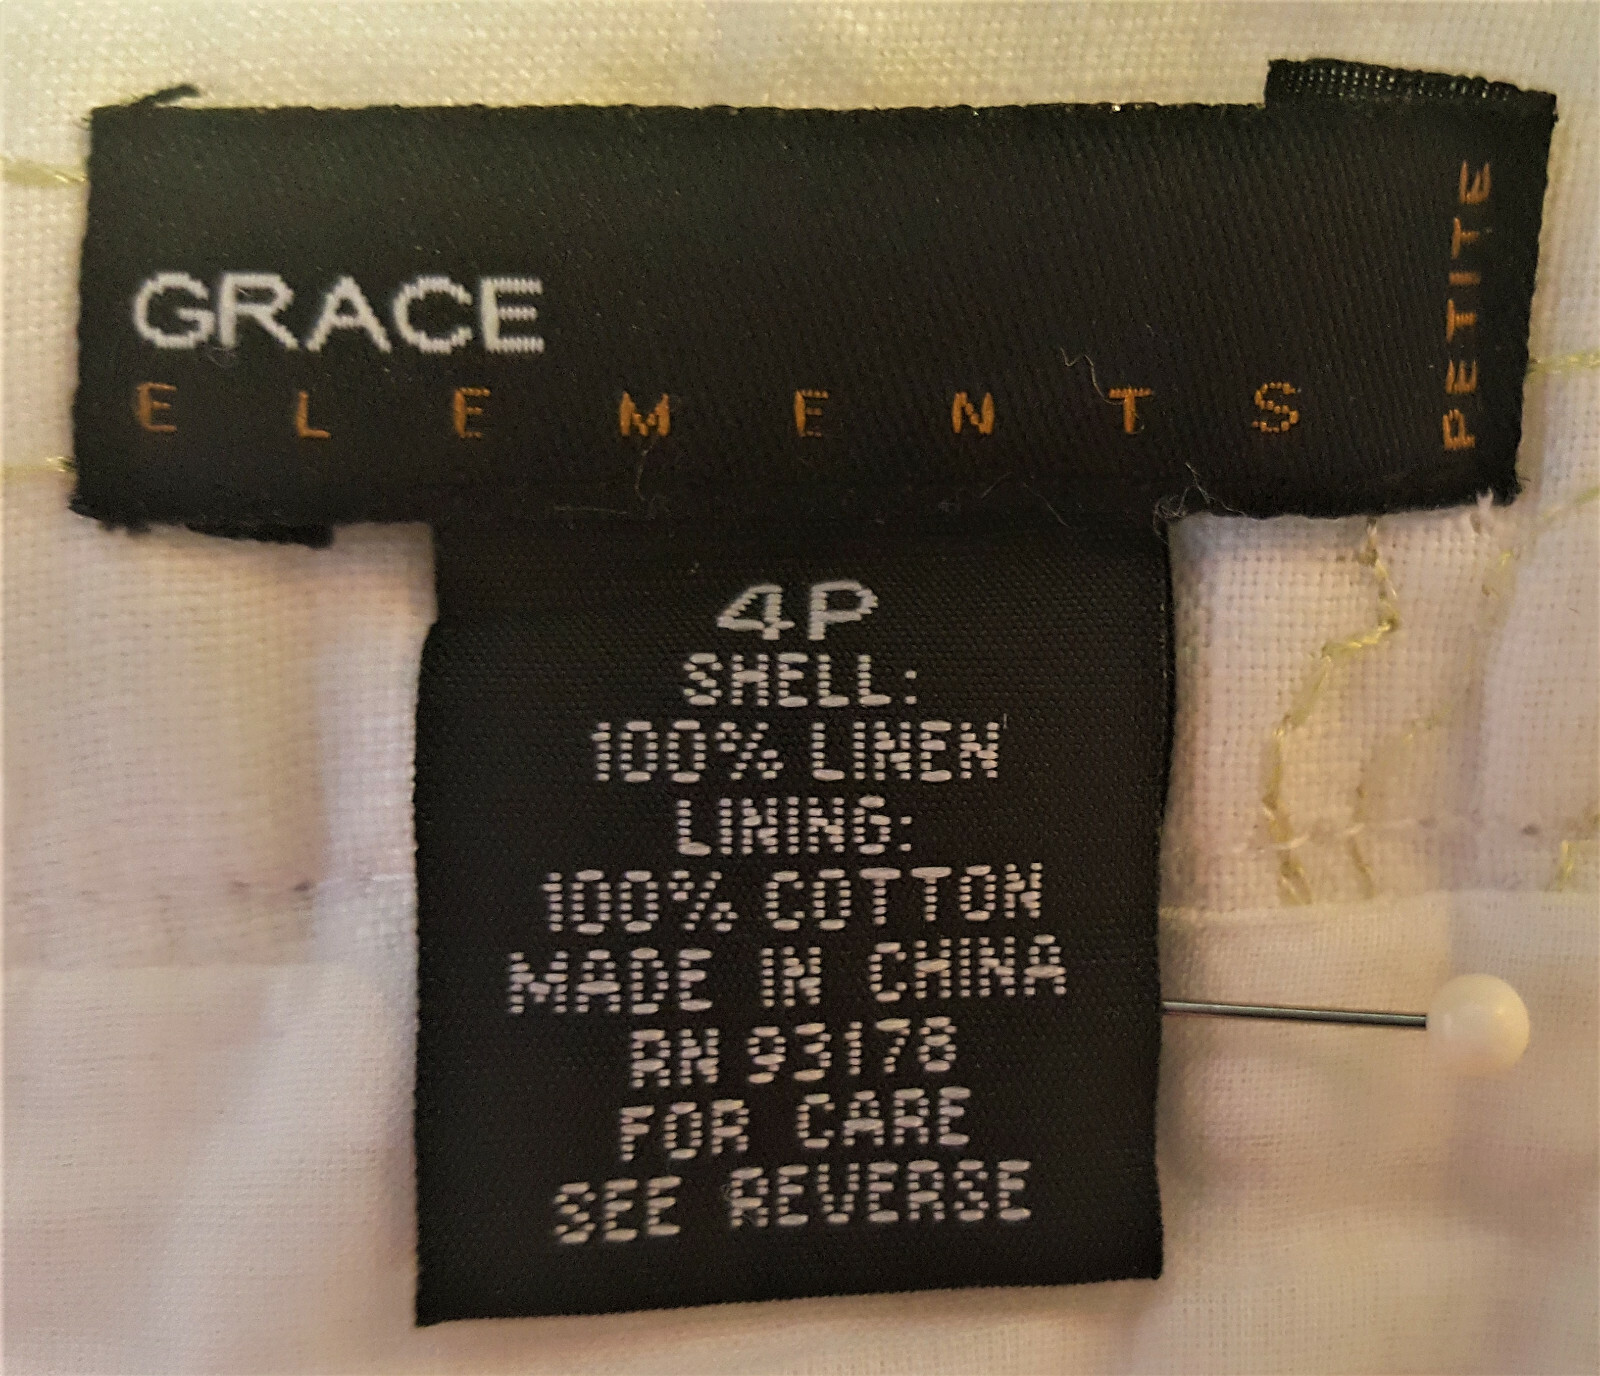 GRACE
ELEMENTS
PETITE
4P
SHELL:
100% LINEN
LINING:
100% COTTON
MADE IN CHINA
RN 93178
FOR CARE
SEE REVERSE